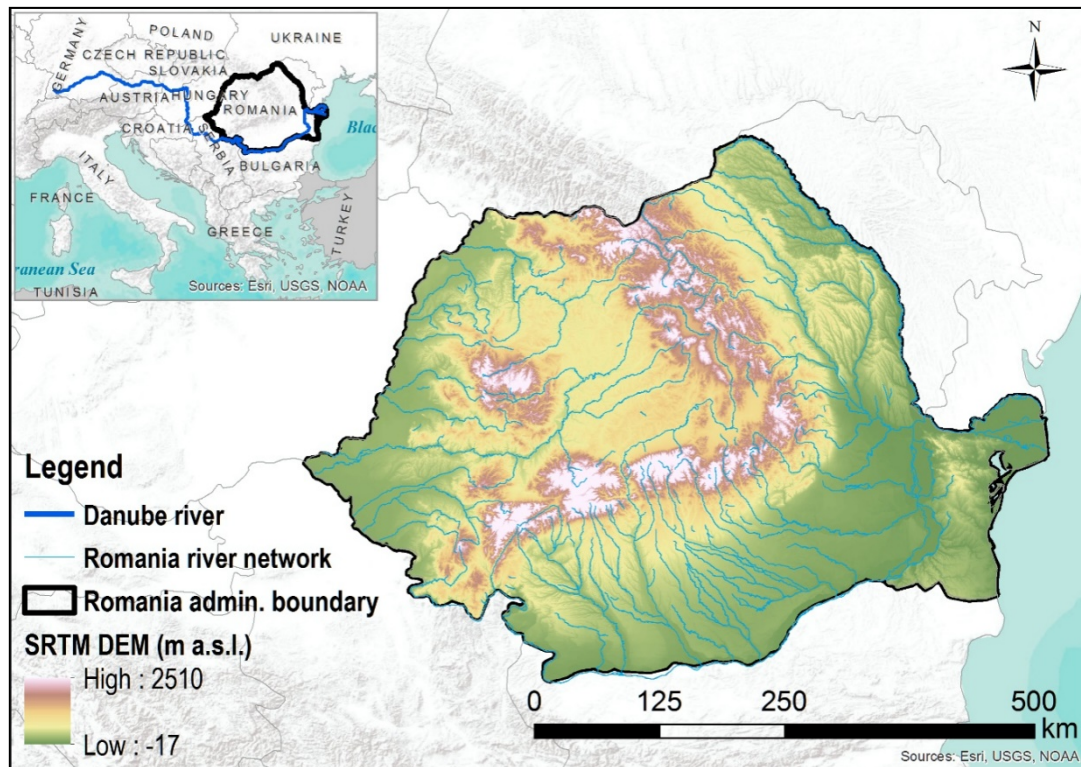 POLAND
UKRAINE
GERMANY
CZECH REPUBLIC
SLOVAKIA
AUSTRIA
HUNGARY
ROMANIA
CROATIA
SERBIA
Blac
BULGARIA
ITALY
FRANCE
GREECE
TURKEY
ranean Sea
TUNISIA
Sources: Esri, USGS, NOAA
N
Legend
Danube river
Romania river network
Romania admin. boundary
SRTM DEM (m a.s.l.)
High : 2510
Low : -17
0 125 250 500
km
Sources: Esri, USGS, NOAA